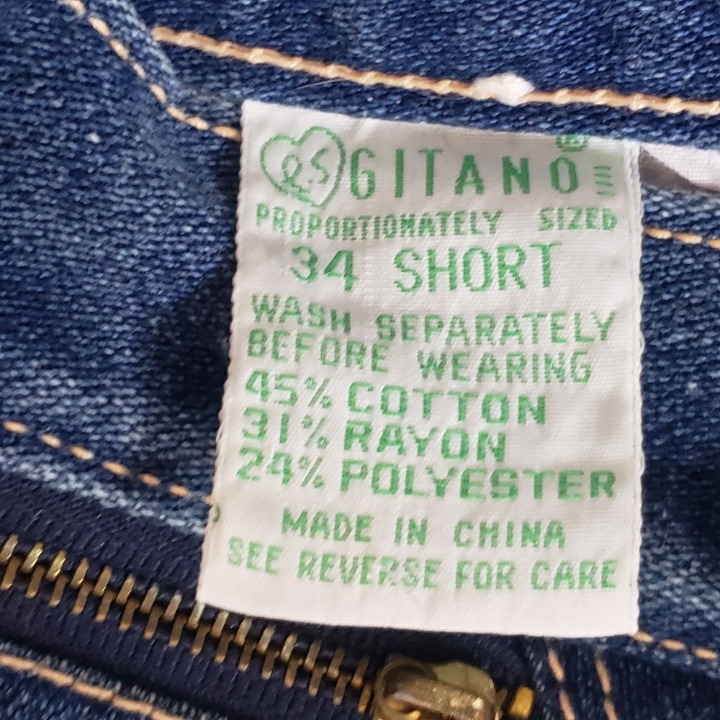 GITANO
PROPORTIONATELY SIZED
34 SHORT
WASH SEPARATELY
BEFORE WEARING
45% COTTON
31% RAYON
24% POLYESTER
MADE IN CHINA
SEE REVERSE FOR CARE